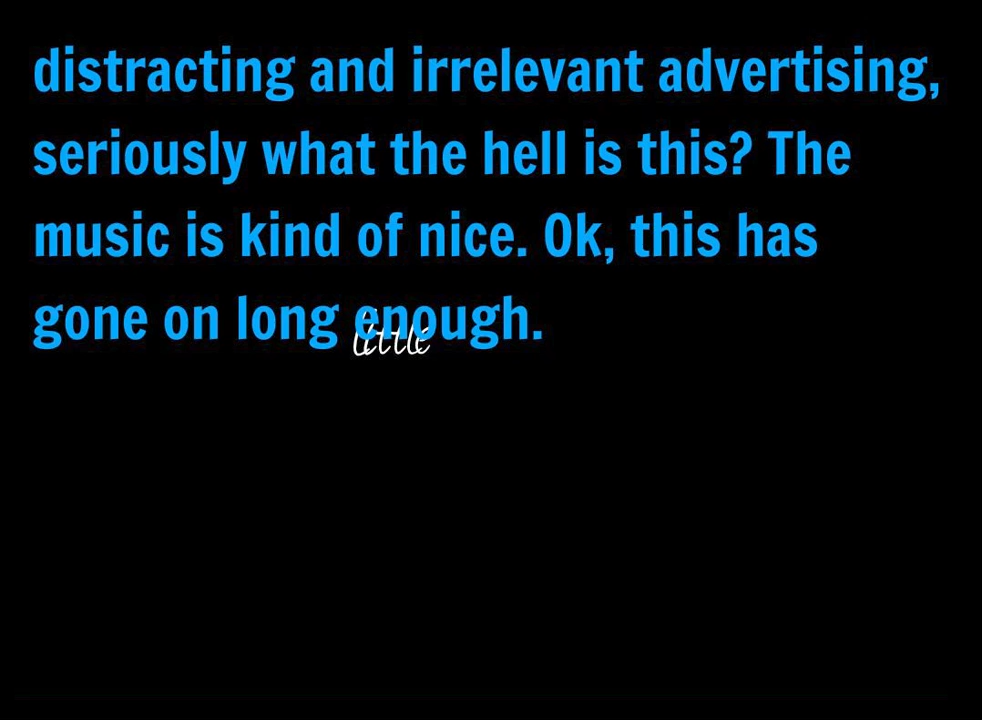 distracting and irrelevant advertising,
seriously what the hell is this? The
music is kind of nice. Ok, this has
gone on long enough.
little